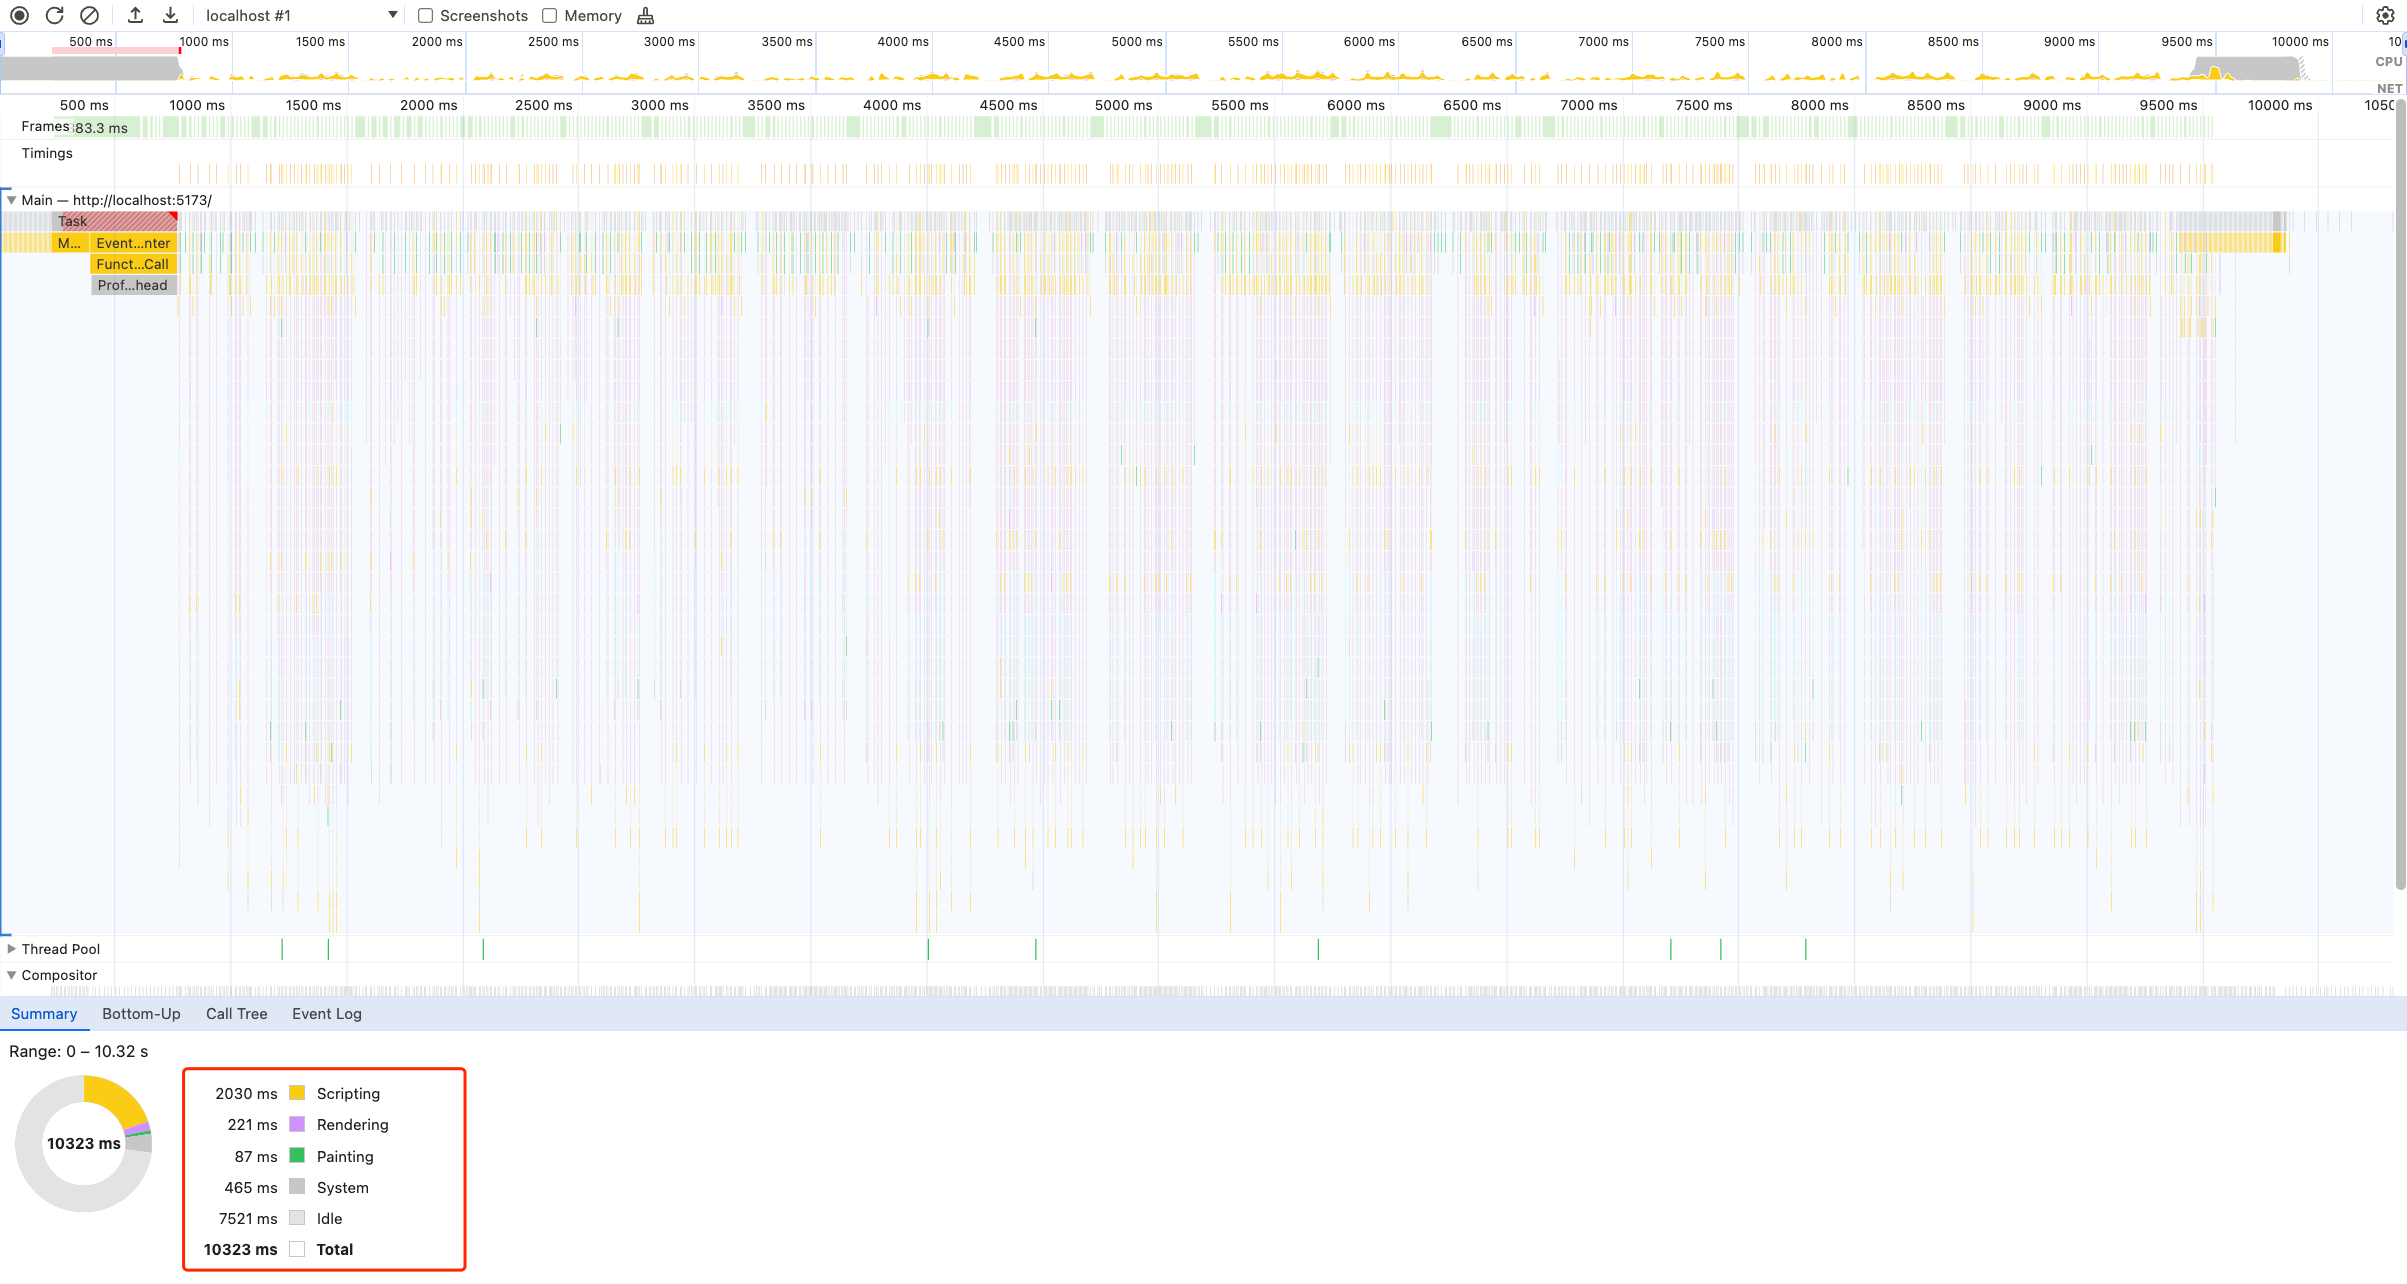 localhost #1 Screenshots Memory
500 ms 1000 ms 1500 ms 2000 ms 2500 ms 3000 ms 3500 ms 4000 ms 4500 ms 5000 ms 5500 ms 6000 ms 6500 ms 7000 ms 7500 ms 8000 ms 8500 ms 9000 ms 9500 ms 10000 ms 10
CPU
NET
500 ms 1000 ms 1500 ms 2000 ms 2500 ms 3000 ms 3500 ms 4000 ms 4500 ms 5000 ms 5500 ms 6000 ms 6500 ms 7000 ms 7500 ms 8000 ms 8500 ms 9000 ms 9500 ms 10000 ms 1050
Frames 83.3 ms
Timings
Main — http://localhost:5173/
Task
M... Event...nter
Funct...Call
Prof...head
Thread Pool
Compositor
Summary Bottom-Up Call Tree Event Log
Range: 0 – 10.32 s
10323 ms
2030 ms Scripting
221 ms Rendering
87 ms Painting
465 ms System
7521 ms Idle
10323 ms Total